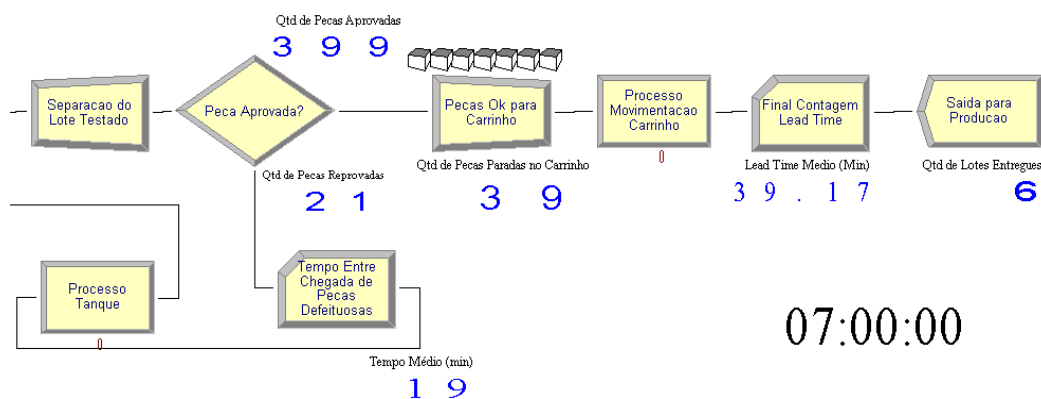 Qtd de Pecas Aprovadas
3 9 9
Separacao do
Lote Testado
Peca Aprovada?
Pecas Ok para
Carrinho
Processo
Movimentacao
Carrinho
0
Final Contagem
Lead Time
Saida para
Producao
Qtd de Pecas Reprovadas
2 1
Qtd de Pecas Paradas no Carrinho
3 9
Lead Time Medio (Min)
3 9 . 1 7
Qtd de Lotes Entregues
6
Processo
Tanque
0
Tempo Entre
Chegada de
Pecas
Defeituosas
Tempo Médio (min)
1 9
07:00:00